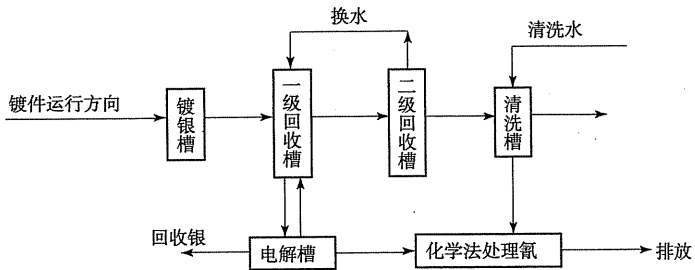 换水
清洗水
镀件运行方向
镀银槽
一级回收槽
二级回收槽
清洗槽
回收银
电解槽
化学法处理氰
排放